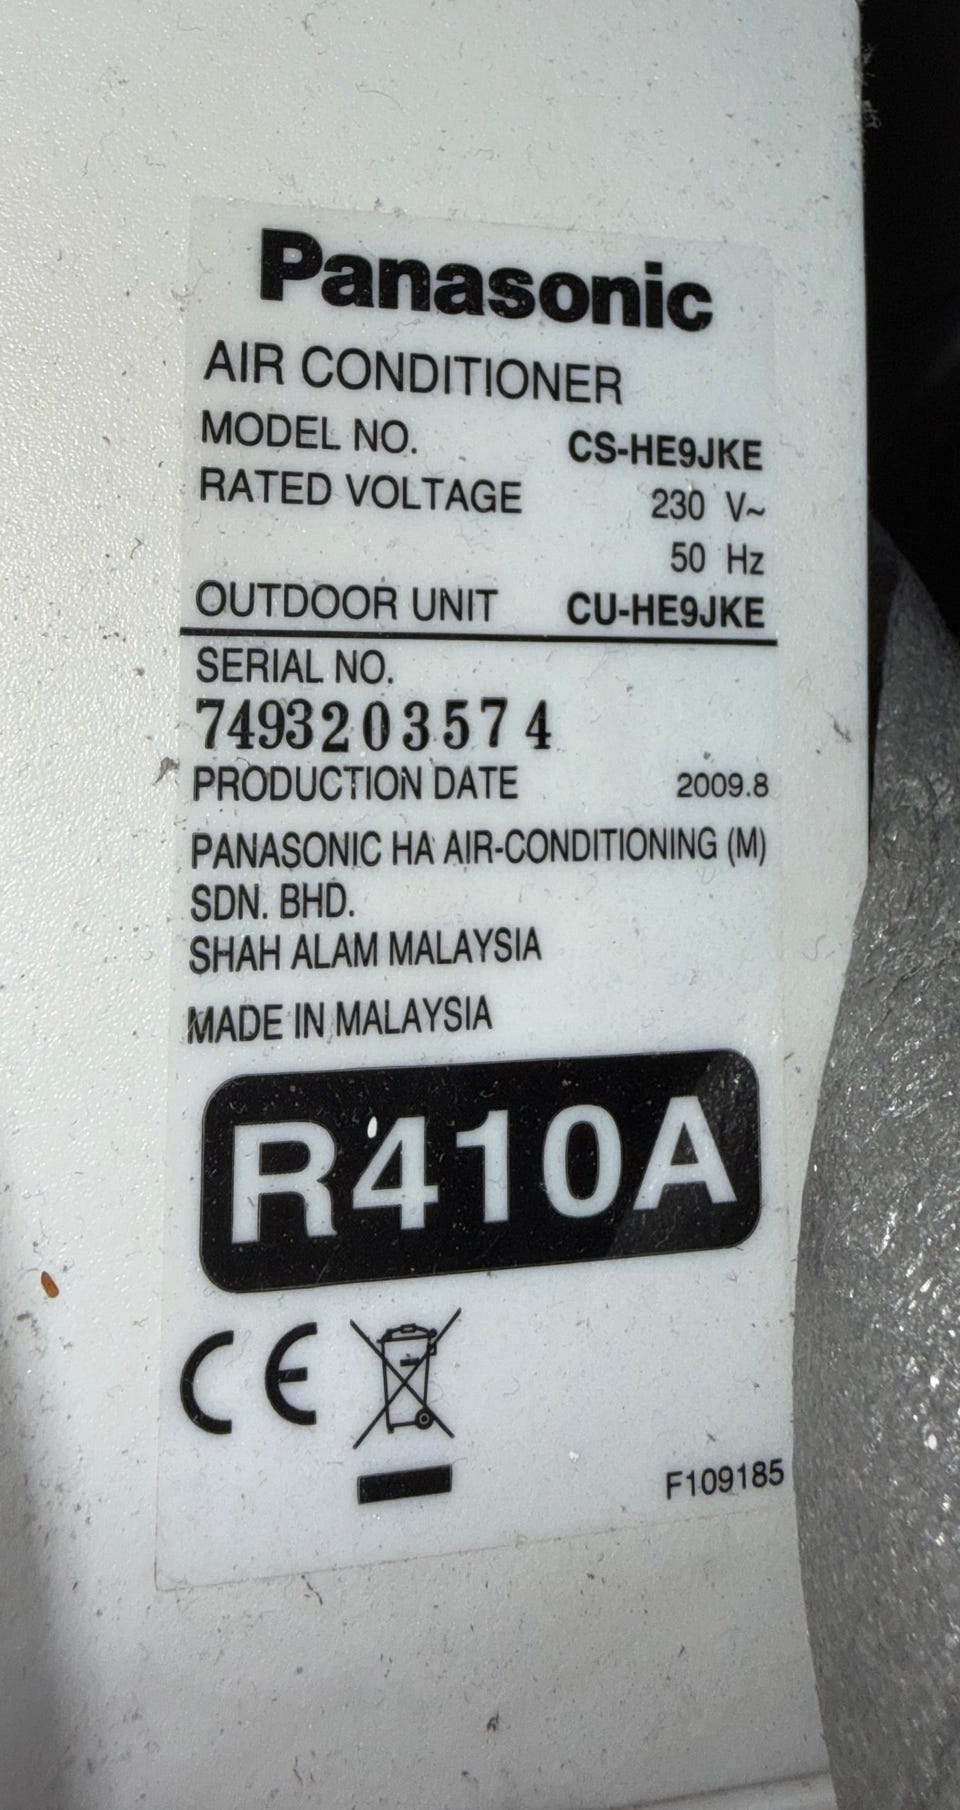 Panasonic
AIR CONDITIONER
MODEL NO. CS-HE9JKE
RATED VOLTAGE 230 V~
50 Hz
OUTDOOR UNIT CU-HE9JKE
SERIAL NO.
7493203574
PRODUCTION DATE 2009.8
PANASONIC HA AIR-CONDITIONING (M)
SDN. BHD.
SHAH ALAM MALAYSIA
MADE IN MALAYSIA
R410A
CE
F109185